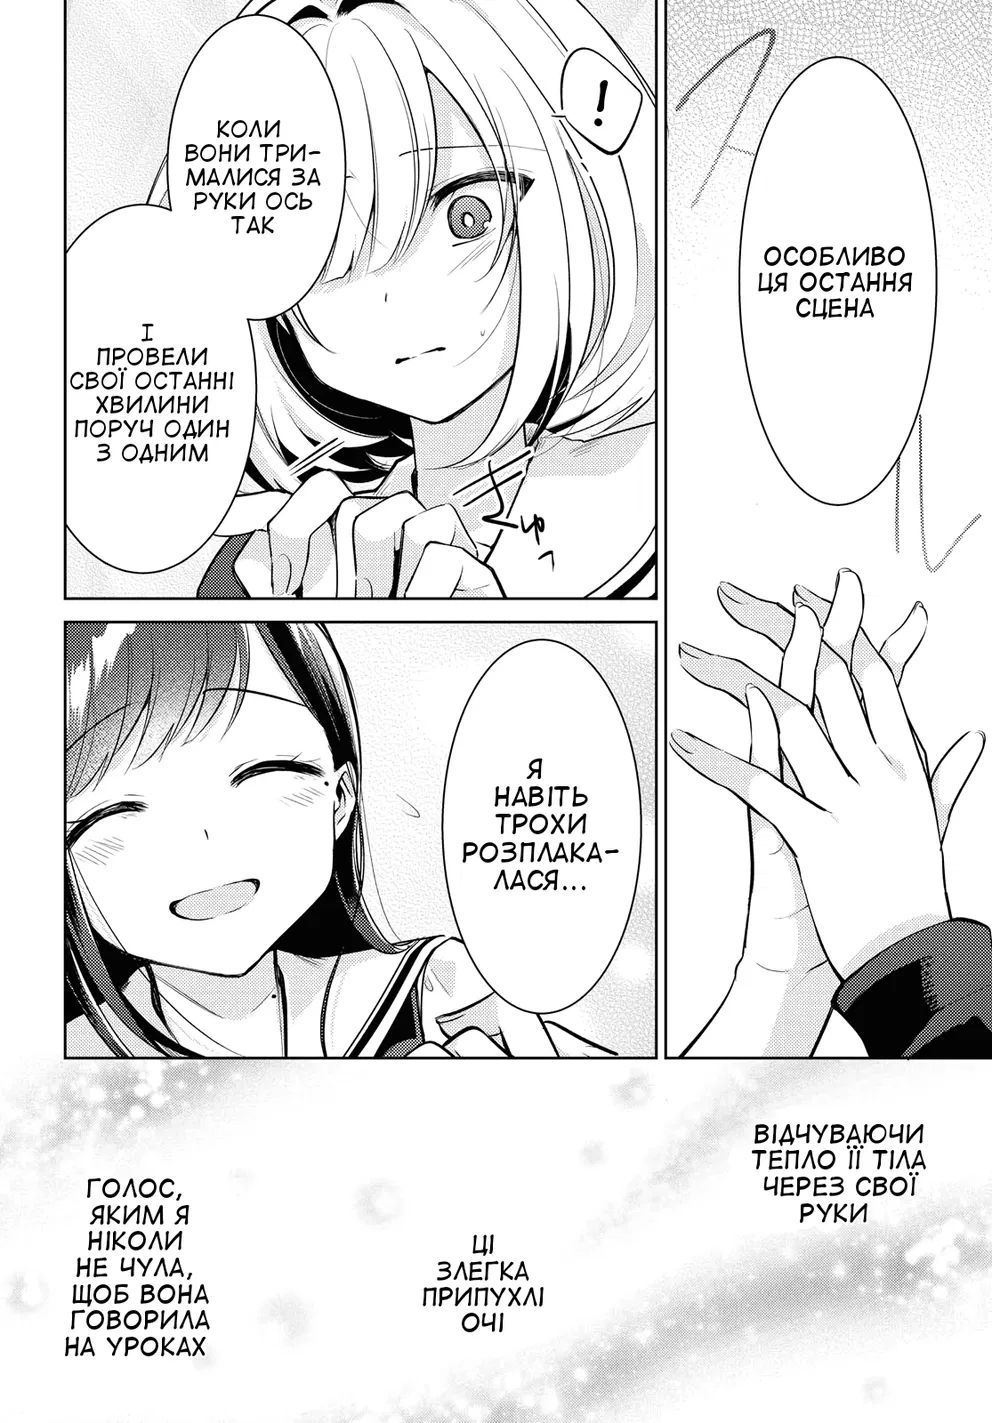 ОСОБЛИВО
ЦЯ ОСТАННЯ
СЦЕНА
!
КОЛИ
ВОНИ ТРИ-
МАЛИСЯ ЗА
РУКИ ОСЬ
ТАК
І
ПРОВЕЛИ
СВОЇ ОСТАННІ
ХВИЛИНИ
ПОРУЧ ОДИН
З ОДНИМ
Я
НАВІТЬ
ТРОХИ
РОЗПЛАКА-
ЛАСЯ...
ВІДЧУВАЮЧИ
ТЕПЛО ЇЇ ТІЛА
ЧЕРЕЗ СВОЇ
РУКИ
ЦІ
ЗЛЕГКА
ПРИПУХЛІ
ОЧІ
ГОЛОС,
ЯКИМ Я
НІКОЛИ
НЕ ЧУЛА,
ЩОБ ВОНА
ГОВОРИЛА
НА УРОКАХ